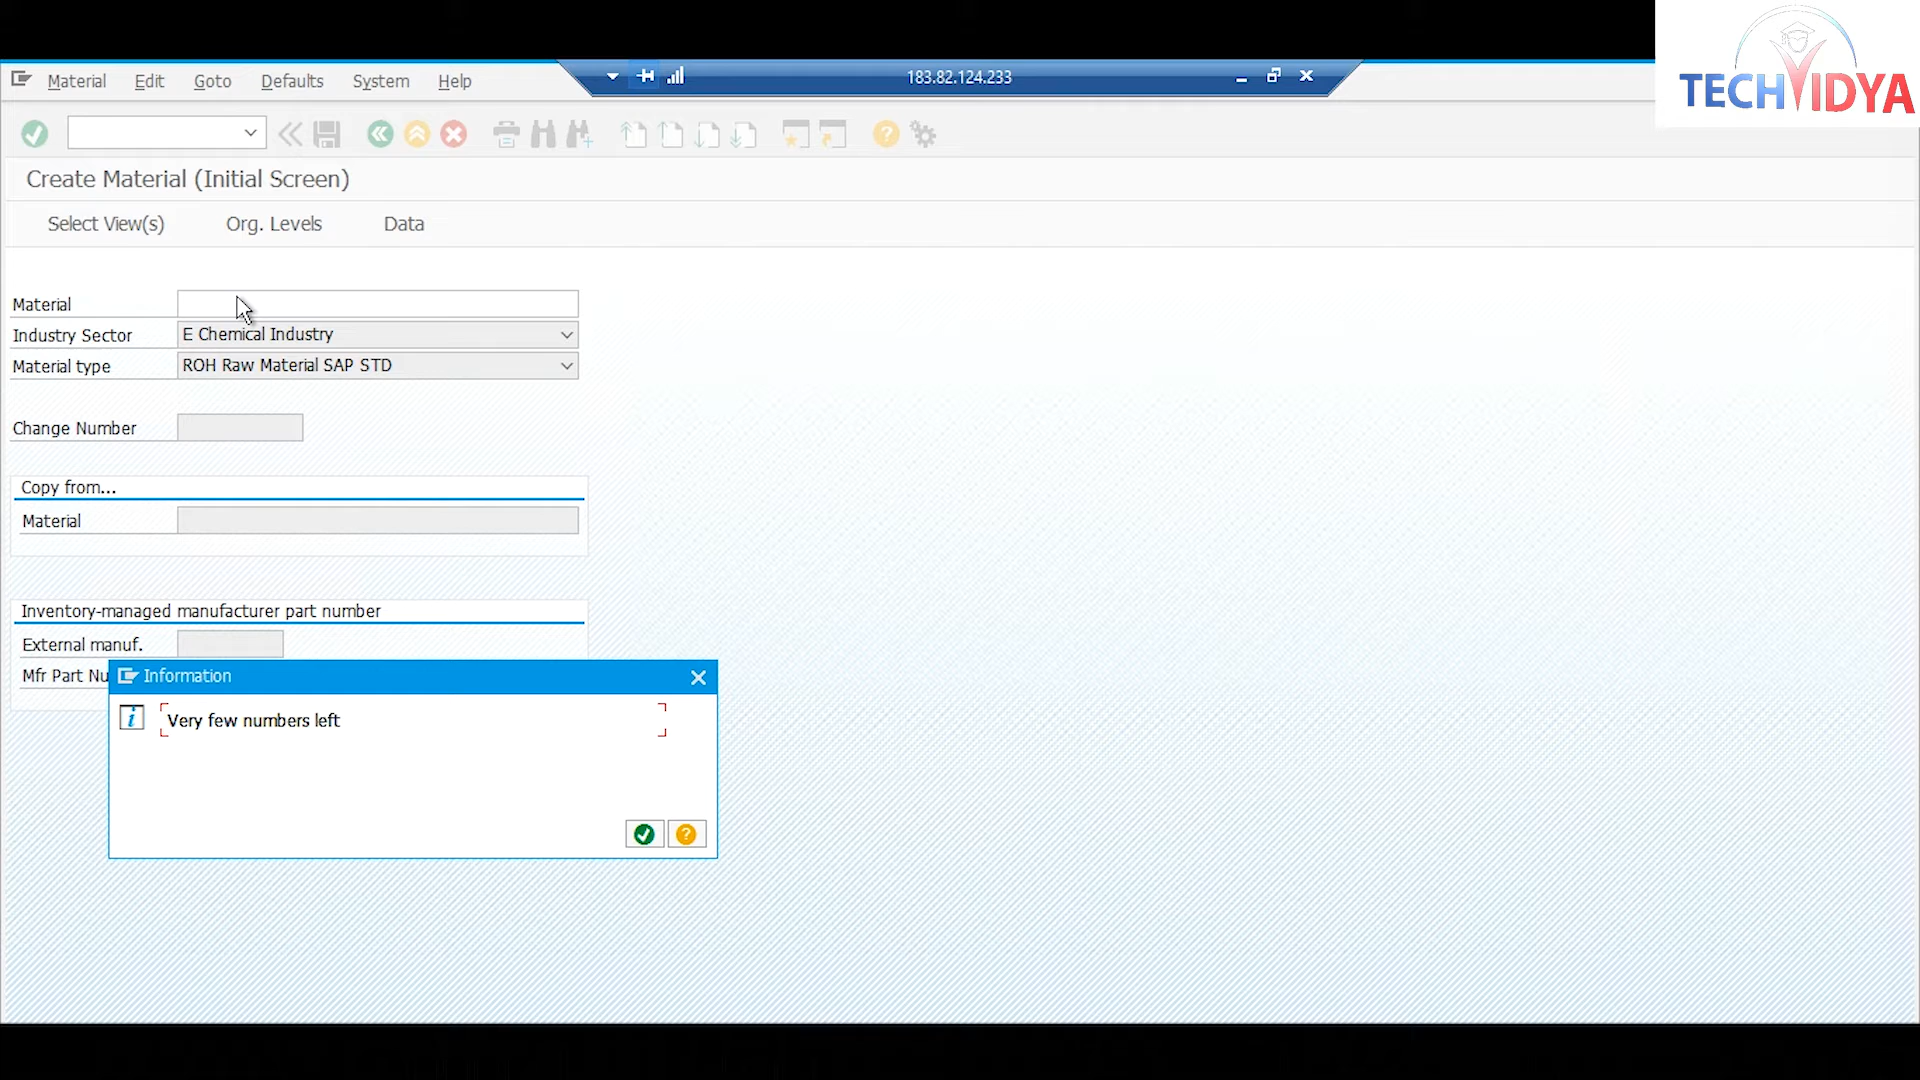 TECHVIDYA
Material Edit Goto Defaults System Help
183.82.124.233
Create Material (Initial Screen)
Select View(s) Org. Levels Data
Material
Industry Sector E Chemical Industry
Material type ROH Raw Material SAP STD
Change Number
Copy from...
Material
Inventory-managed manufacturer part number
External manuf.
Mfr Part Nu
Information
Very few numbers left